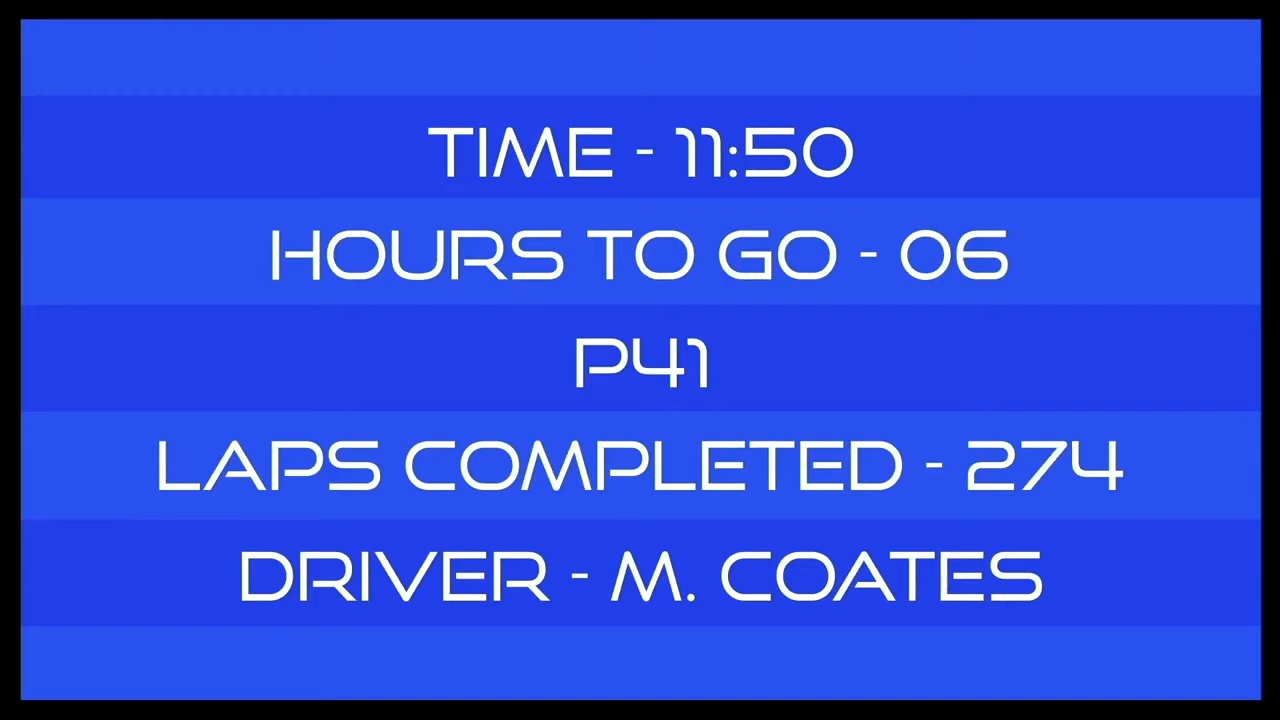 TIME - 11:50
HOURS TO GO - 06
P41
LAPS COMPLETED - 274
DRIVER - M. COATES